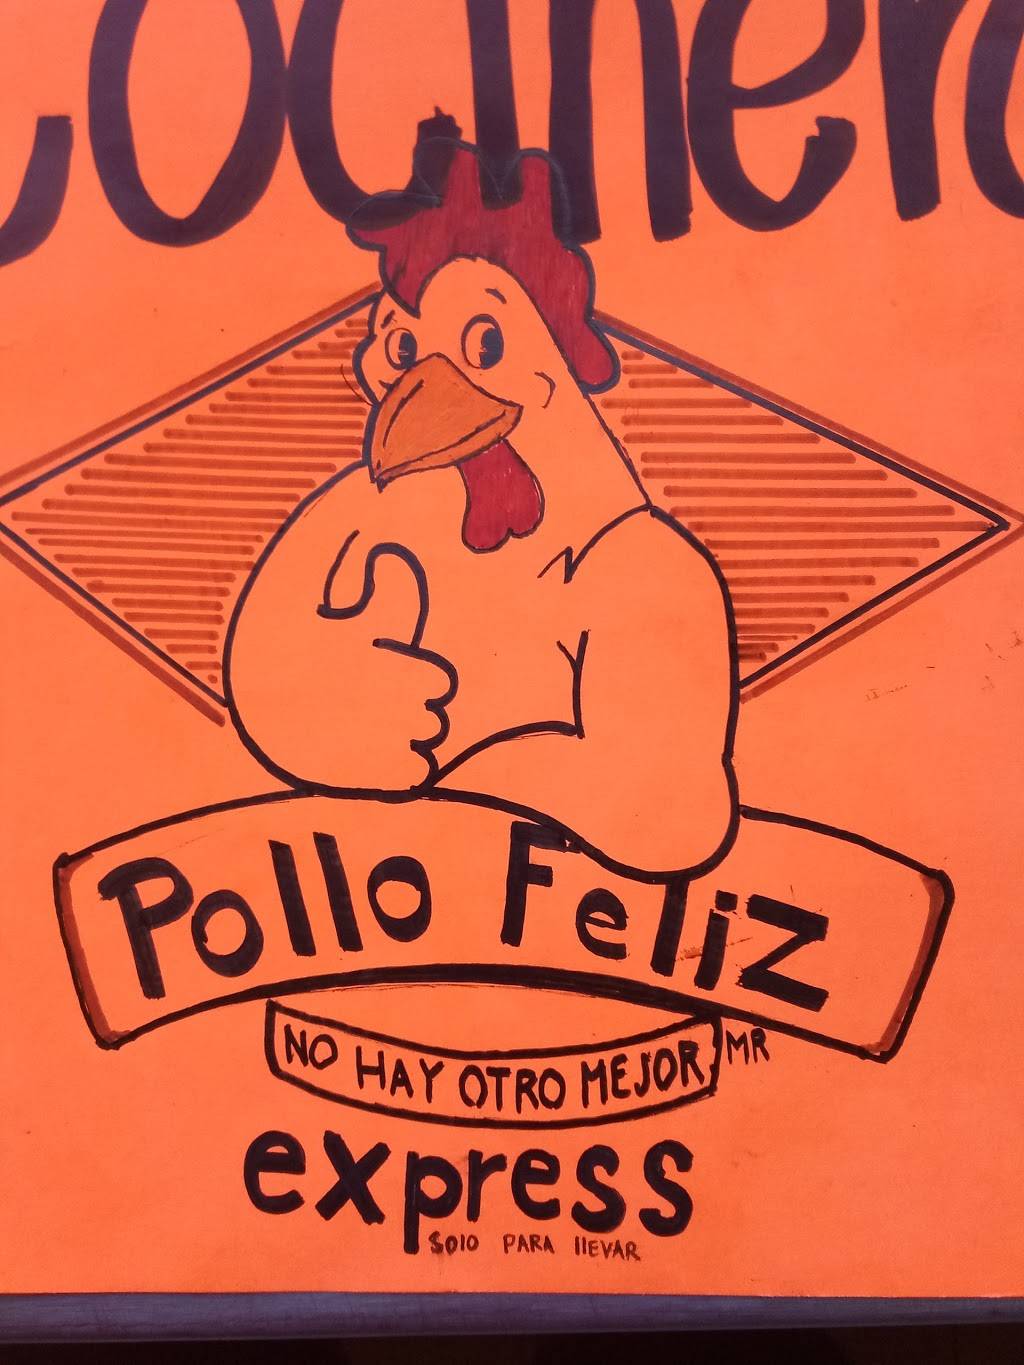 Pollo Feliz
NO HAY OTRO MEJOR MR
express
Solo PARA llEVAR